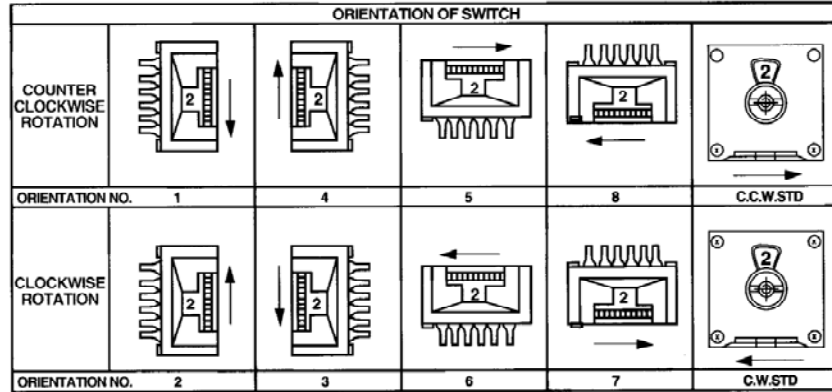 ORIENTATION OF SWITCH
COUNTER
CLOCKWISE
ROTATION
2 2 2 2 2
ORIENTATION NO. 1 4 5 8 C.C.W.STD
CLOCKWISE
ROTATION
2 2 2 2 2
ORIENTATION NO. 2 3 6 7 C.W.STD